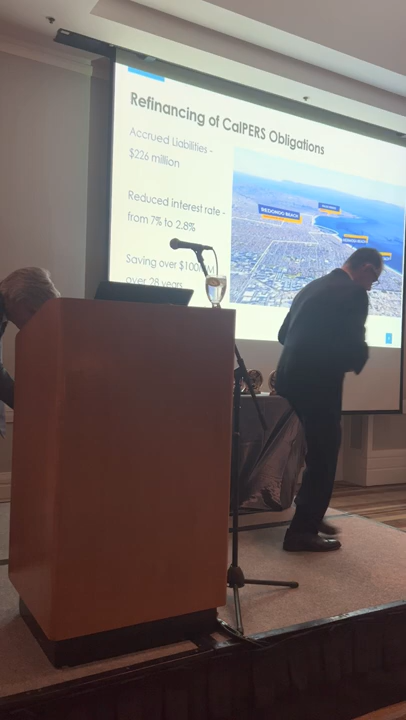 Refinancing of CalPERS Obligations
Accrued Liabilities -
$226 million
Reduced interest rate -
from 7% to 2.8%
Saving over $100 M
over 28 years
REDONDO BEACH